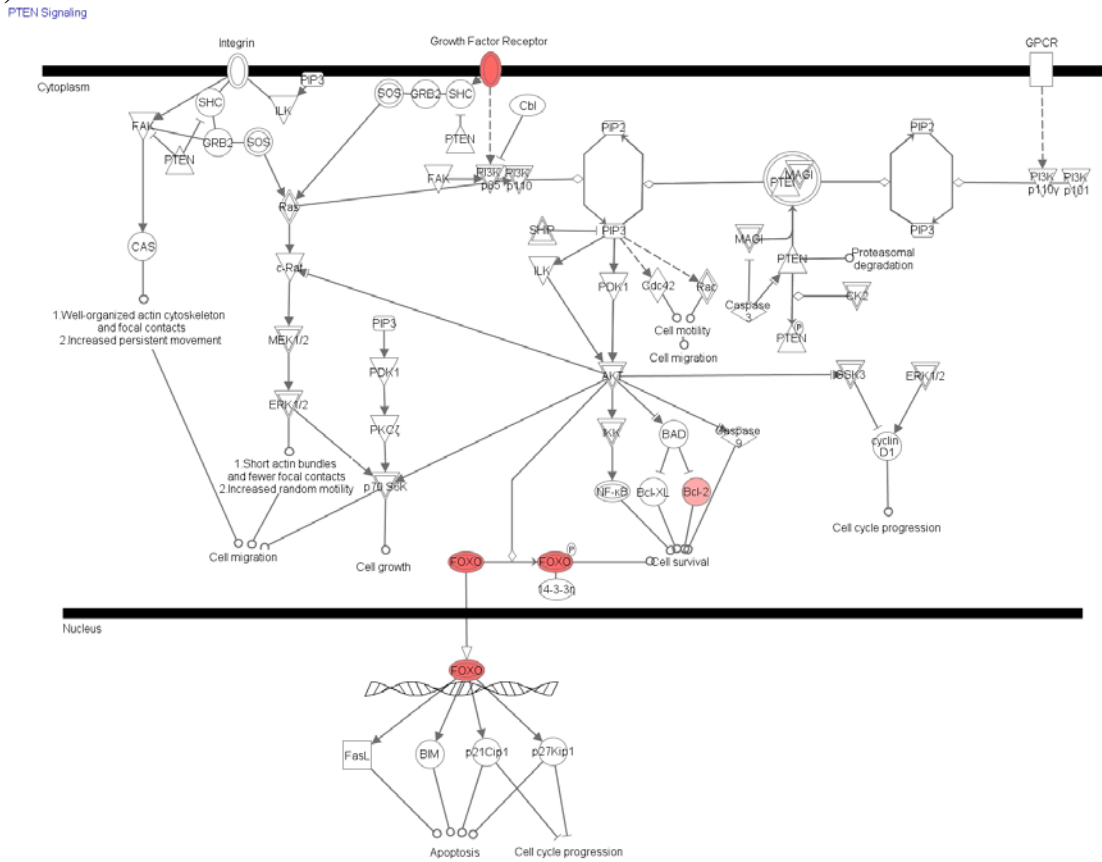 )
PTEN Signaling
Integrin
Growth Factor Receptor
GPCR
Cytoplasm
PIP3
SHC
ILK
FAK
GRB2
SOS
PTEN
SOS
GRB2
SHC
Cbl
PTEN
FAK
PI3K
p85
PI3K
p110
PIP2
PIP3
PTEN
MAGI
PIP2
PIP3
PI3K
p110γ
PI3K
p101
Ras
CAS
c-Raf
SHIP
ILK
PDK1
Cdc42
Rac
MAGI
PTEN
Proteasomal
degradation
Caspase
3
CK2
P
PTEN
Cell motility
Cell migration
1.Well-organized actin cytoskeleton
and focal contacts
2.Increased persistent movement
MEK1/2
PIP3
PDK1
ERK1/2
PKCζ
AKT
GSK3
ERK1/2
IKK
BAD
Caspase
9
cyclin
D1
1.Short actin bundles
and fewer focal contacts
2.Increased random motility
p70 S6K
NF-κB
Bcl-XL
Bcl-2
Cell cycle progression
Cell migration
Cell growth
FOXO
FOXO
P
14-3-3η
Cell survival
Nucleus
FOXO
FasL
BIM
p21Cip1
p27Kip1
Apoptosis
Cell cycle progression